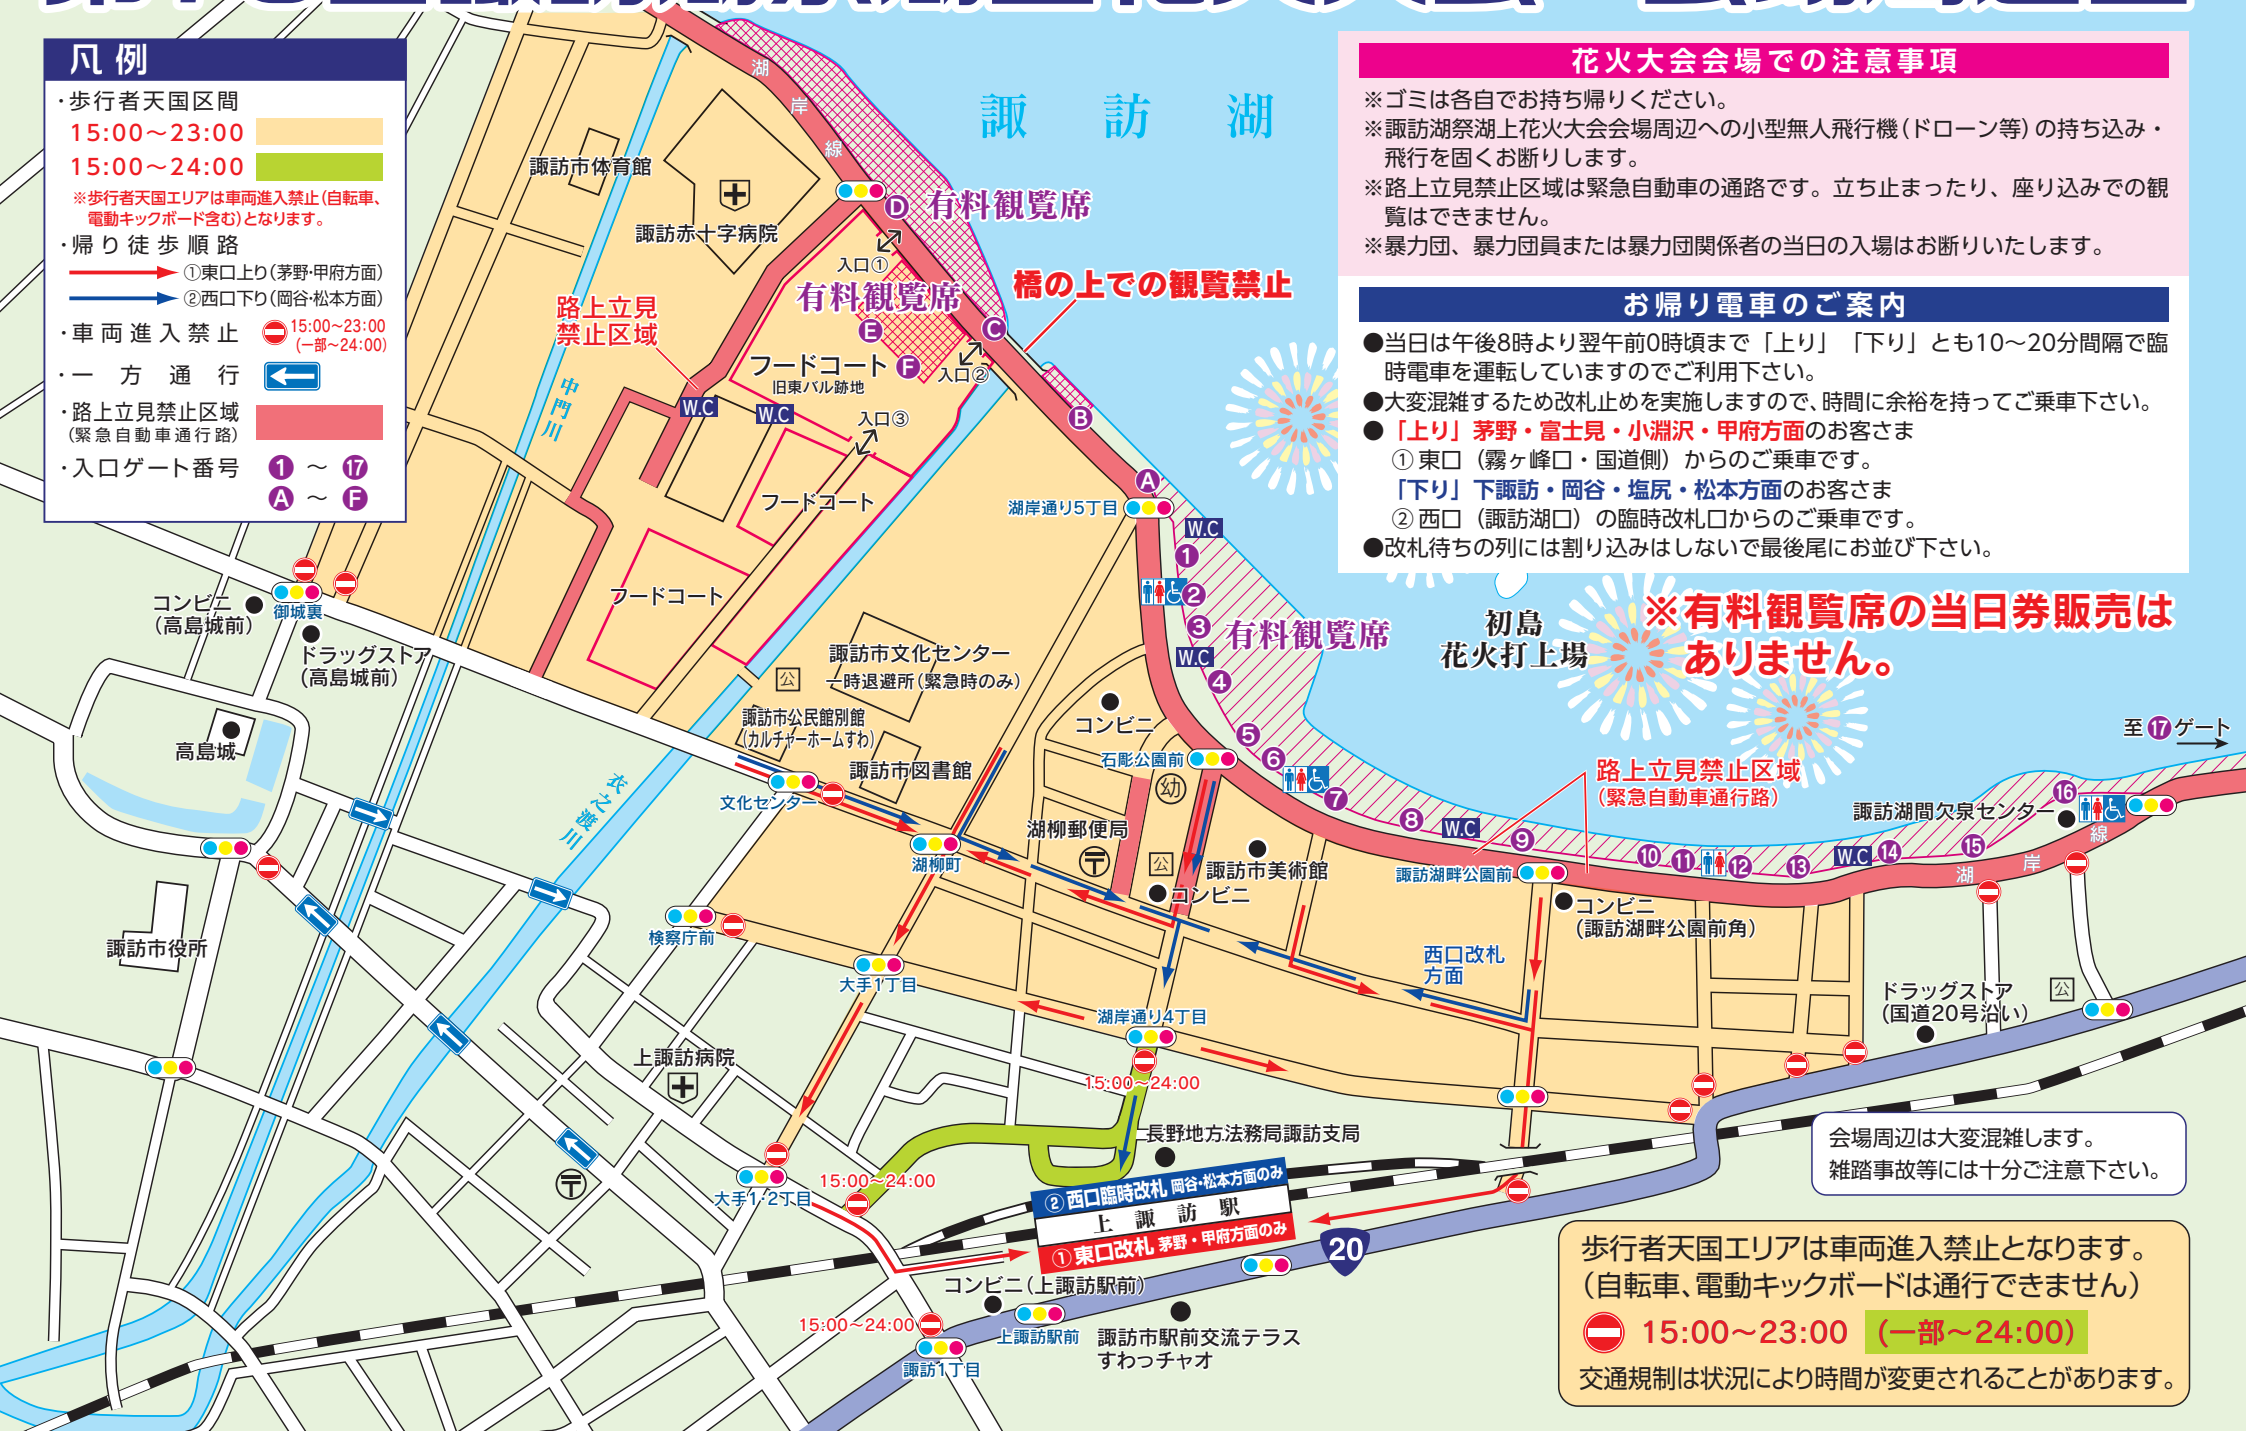 凡例
・歩行者天国区間
15:00～23:00
15:00～24:00
※歩行者天国エリアは車両進入禁止(自転車、
電動キックボード含む)となります。
・帰り徒歩順路
①東口上り(茅野・甲府方面)
②西口下り(岡谷・松本方面)
・車両進入禁止
15:00～23:00
(一部～24:00)
・一方通行
・路上立見禁止区域
(緊急自動車通行路)
・入口ゲート番号
1 ～ 17
A ～ F
花火大会会場での注意事項
※ゴミは各自でお持ち帰りください。
※諏訪湖祭湖上花火大会会場周辺への小型無人飛行機(ドローン等)の持ち込み・
飛行を固くお断りします。
※路上立見禁止区域は緊急自動車の通路です。立ち止まったり、座り込みでの観
覧はできません。
※暴力団、暴力団員または暴力団関係者の当日の入場はお断りいたします。
お帰り電車のご案内
●当日は午後8時より翌午前0時頃まで「上り」「下り」とも10～20分間隔で臨
時電車を運転していますのでご利用下さい。
●大変混雑するため改札止めを実施しますので、時間に余裕を持ってご乗車下さい。
●「上り」茅野・富士見・小淵沢・甲府方面のお客さま
①東口（霧ヶ峰口・国道側）からのご乗車です。
「下り」下諏訪・岡谷・塩尻・松本方面のお客さま
②西口（諏訪湖口）の臨時改札口からのご乗車です。
●改札待ちの列には割り込みはしないで最後尾にお並び下さい。
諏訪湖
湖岸線
諏訪市体育館
諏訪赤十字病院
D
有料観覧席
入口①
有料観覧席
橋の上での観覧禁止
路上立見
禁止区域
E
C
フードコート
旧東バル跡地
F
入口②
中門川
W.C
W.C
入口③
B
フードコート
A
湖岸通り5丁目
W.C
1
フードコート
2
3
有料観覧席
W.C
4
初島
花火打上場
※有料観覧席の当日券販売は
ありません。
コンビニ
(高島城前)
御城裏
ドラッグストア
(高島城前)
諏訪市文化センター
一時退避所(緊急時のみ)
公
諏訪市公民館別館
(カルチャーホームすわ)
諏訪市図書館
コンビニ
石彫公園前
5
6
7
8
W.C
9
10
11
12
13
W.C
14
15
16
至17ゲート
路上立見禁止区域
(緊急自動車通行路)
諏訪湖間欠泉センター
湖岸線
高島城
衣之渡川
文化センター
幼
湖柳町
湖柳郵便局
公
諏訪市美術館
コンビニ
諏訪湖畔公園前
コンビニ
(諏訪湖畔公園前角)
諏訪市役所
検察庁前
大手1丁目
西口改札
方面
湖岸通り4丁目
ドラッグストア
(国道20号沿い)
公
上諏訪病院
15:00～24:00
長野地方法務局諏訪支局
大手1・2丁目
15:00～24:00
②西口臨時改札 岡谷・松本方面のみ
上諏訪駅
①東口改札 茅野・甲府方面のみ
20
コンビニ(上諏訪駅前)
15:00～24:00
上諏訪駅前
諏訪市駅前交流テラス
すわっチャオ
諏訪1丁目
会場周辺は大変混雑します。
雑踏事故等には十分ご注意下さい。
歩行者天国エリアは車両進入禁止となります。
(自転車、電動キックボードは通行できません)
15:00～23:00 (一部～24:00)
交通規制は状況により時間が変更されることがあります。